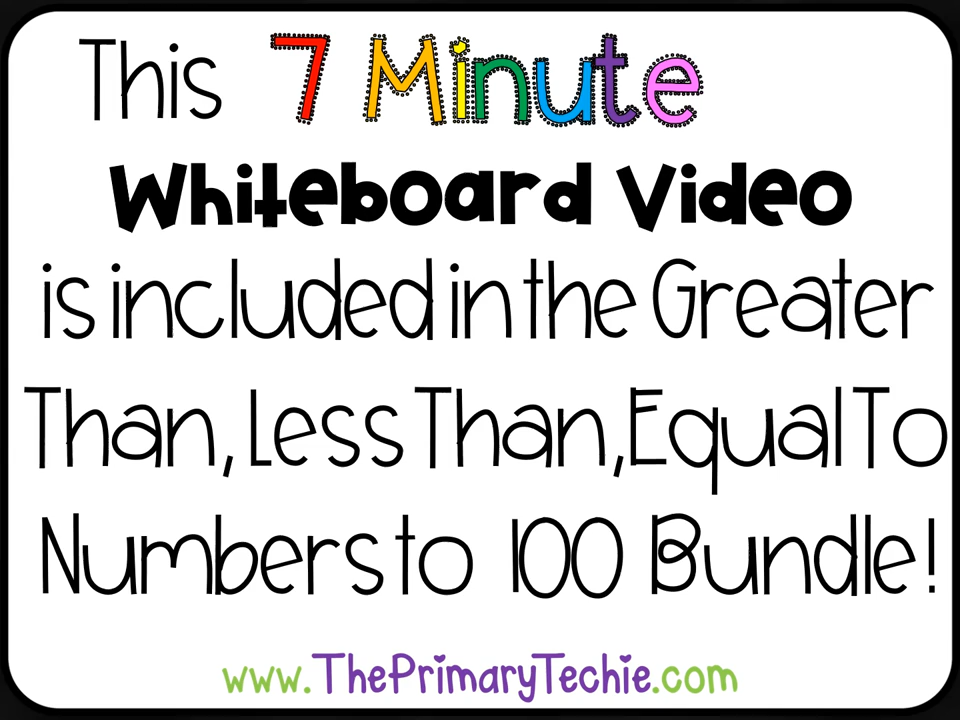 This 7 Minute
Whiteboard Video
is included in the Greater
Than, Less Than, Equal To
Numbers to 100 Bundle!
www.ThePrimaryTechie.com